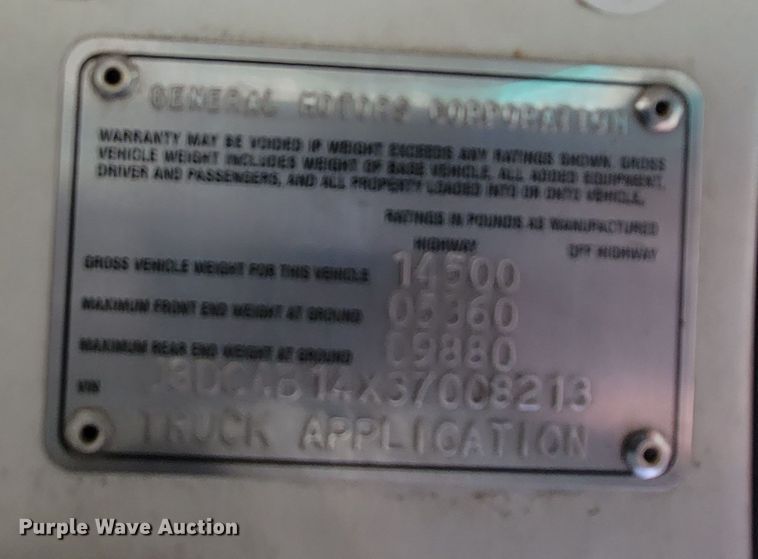 GENERAL MOTORS CORPORATION
WARRANTY MAY BE VOIDED IF WEIGHT EXCEEDS ANY RATINGS SHOWN. GROSS
VEHICLE WEIGHT INCLUDES WEIGHT OF BASE VEHICLE, ALL ADDED EQUIPMENT,
DRIVER AND PASSENGERS, AND ALL PROPERTY LOADED INTO OR ONTO VEHICLE.
RATINGS IN POUNDS AS MANUFACTURED
HIGHWAY OFF HIGHWAY
GROSS VEHICLE WEIGHT FOR THIS VEHICLE 14500
MAXIMUM FRONT END WEIGHT AT GROUND 05360
MAXIMUM REAR END WEIGHT AT GROUND 09880
VIN
TRUCK APPLICATION
Purple Wave Auction